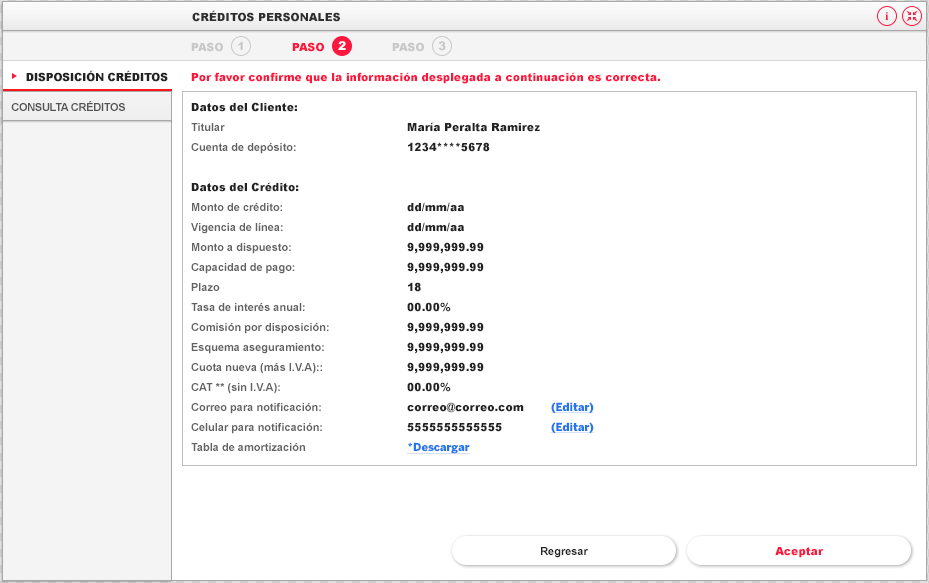 CRÉDITOS PERSONALES
i
PASO 1 PASO 2 PASO 3
DISPOSICIÓN CRÉDITOS
CONSULTA CRÉDITOS
Por favor confirme que la información desplegada a continuación es correcta.
Datos del Cliente:
Titular María Peralta Ramirez
Cuenta de depósito: 1234****5678
Datos del Crédito:
Monto de crédito: dd/mm/aa
Vigencia de línea: dd/mm/aa
Monto a dispuesto: 9,999,999.99
Capacidad de pago: 9,999,999.99
Plazo 18
Tasa de interés anual: 00.00%
Comisión por disposición: 9,999,999.99
Esquema aseguramiento: 9,999,999.99
Cuota nueva (más I.V.A):: 9,999,999.99
CAT ** (sin I.V.A): 00.00%
Correo para notificación: correo@correo.com (Editar)
Celular para notificación: 5555555555555 (Editar)
Tabla de amortización *Descargar
Regresar Aceptar